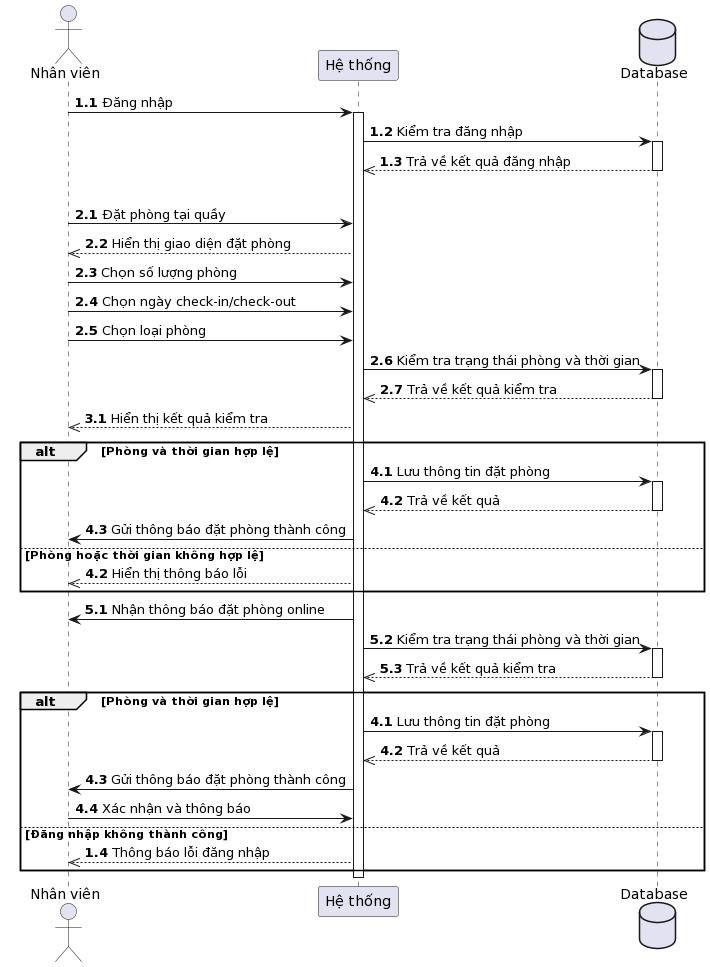 Nhân viên
Hệ thống
Database
1.1 Đăng nhập
1.2 Kiểm tra đăng nhập
1.3 Trả về kết quả đăng nhập
2.1 Đặt phòng tại quầy
2.2 Hiển thị giao diện đặt phòng
2.3 Chọn số lượng phòng
2.4 Chọn ngày check-in/check-out
2.5 Chọn loại phòng
2.6 Kiểm tra trạng thái phòng và thời gian
2.7 Trả về kết quả kiểm tra
3.1 Hiển thị kết quả kiểm tra
alt [Phòng và thời gian hợp lệ]
4.1 Lưu thông tin đặt phòng
4.2 Trả về kết quả
4.3 Gửi thông báo đặt phòng thành công
[Phòng hoặc thời gian không hợp lệ]
4.2 Hiển thị thông báo lỗi
5.1 Nhận thông báo đặt phòng online
5.2 Kiểm tra trạng thái phòng và thời gian
5.3 Trả về kết quả kiểm tra
alt [Phòng và thời gian hợp lệ]
4.1 Lưu thông tin đặt phòng
4.2 Trả về kết quả
4.3 Gửi thông báo đặt phòng thành công
4.4 Xác nhận và thông báo
[Đăng nhập không thành công]
1.4 Thông báo lỗi đăng nhập
Nhân viên
Hệ thống
Database